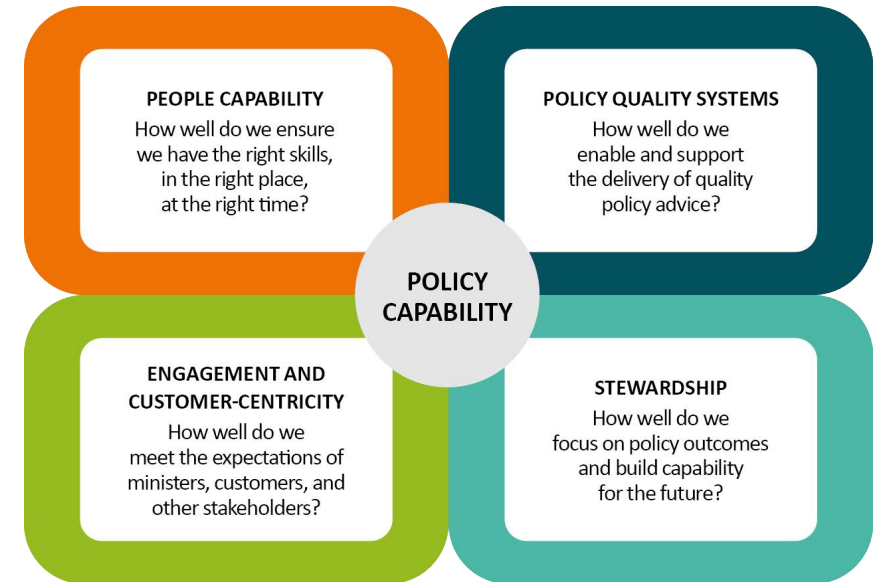 PEOPLE CAPABILITY
How well do we ensure
we have the right skills,
in the right place,
at the right time?
POLICY QUALITY SYSTEMS
How well do we
enable and support
the delivery of quality
policy advice?
POLICY
CAPABILITY
ENGAGEMENT AND
CUSTOMER-CENTRICITY
How well do we
meet the expectations of
ministers, customers, and
other stakeholders?
STEWARDSHIP
How well do we
focus on policy outcomes
and build capability
for the future?